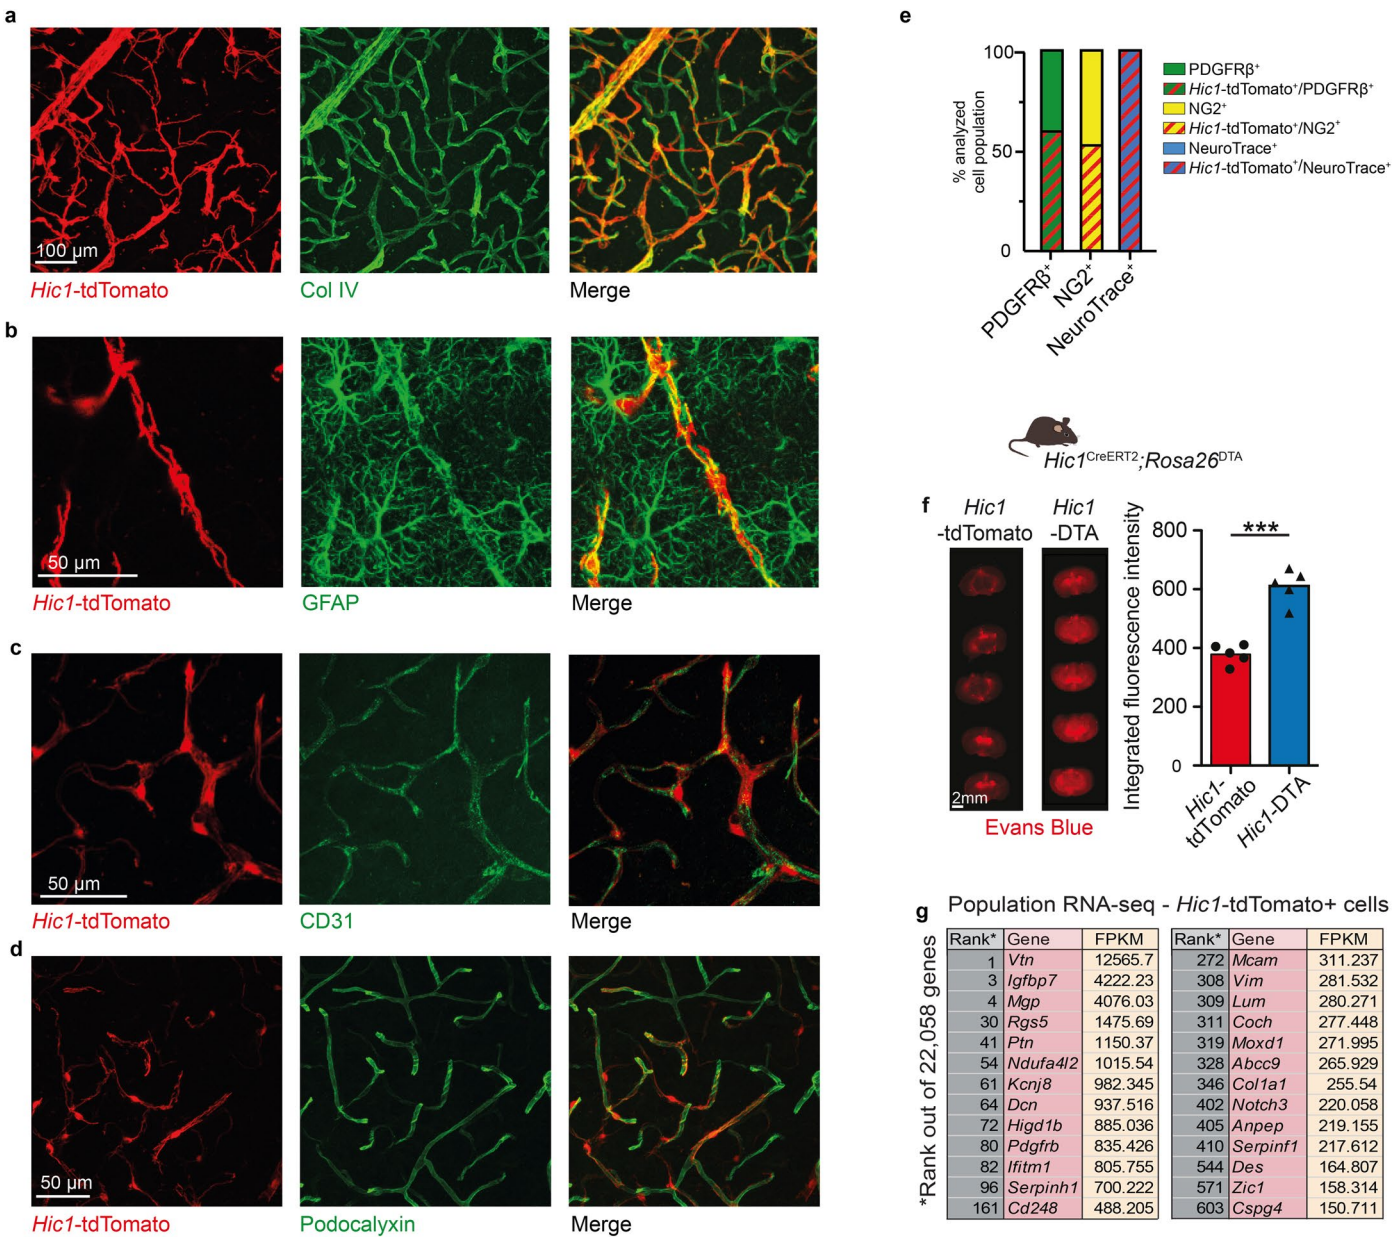 a
100 μm
Hic1-tdTomato
Col IV
Merge
b
50 μm
Hic1-tdTomato
GFAP
Merge
c
50 μm
Hic1-tdTomato
CD31
Merge
d
50 μm
Hic1-tdTomato
Podocalyxin
Merge
e
% analyzed
cell population
100
50
0
PDGFRβ+
NG2+
NeuroTrace+
PDGFRβ+
Hic1-tdTomato+/PDGFRβ+
NG2+
Hic1-tdTomato+/NG2+
NeuroTrace+
Hic1-tdTomato+/NeuroTrace+
Hic1CreERT2;Rosa26DTA
f
Hic1
-tdTomato
Hic1
-DTA
2mm
Evans Blue
Integrated fluorescence intensity
800
600
400
200
0
***
Hic1-
tdTomato
Hic1-DTA
g
Population RNA-seq - Hic1-tdTomato+ cells
*Rank out of 22,058 genes
Rank* Gene FPKM
1 Vtn 12565.7
3 Igfbp7 4222.23
4 Mgp 4076.03
30 Rgs5 1475.69
41 Ptn 1150.37
54 Ndufa4l2 1015.54
61 Kcnj8 982.345
64 Dcn 937.516
72 Higd1b 885.036
80 Pdgfrb 835.426
82 Ifitm1 805.755
96 Serpinh1 700.222
161 Cd248 488.205
Rank* Gene FPKM
272 Mcam 311.237
308 Vim 281.532
309 Lum 280.271
311 Coch 277.448
319 Moxd1 271.995
328 Abcc9 265.929
346 Col1a1 255.54
402 Notch3 220.058
405 Anpep 219.155
410 Serpinf1 217.612
544 Des 164.807
571 Zic1 158.314
603 Cspg4 150.711